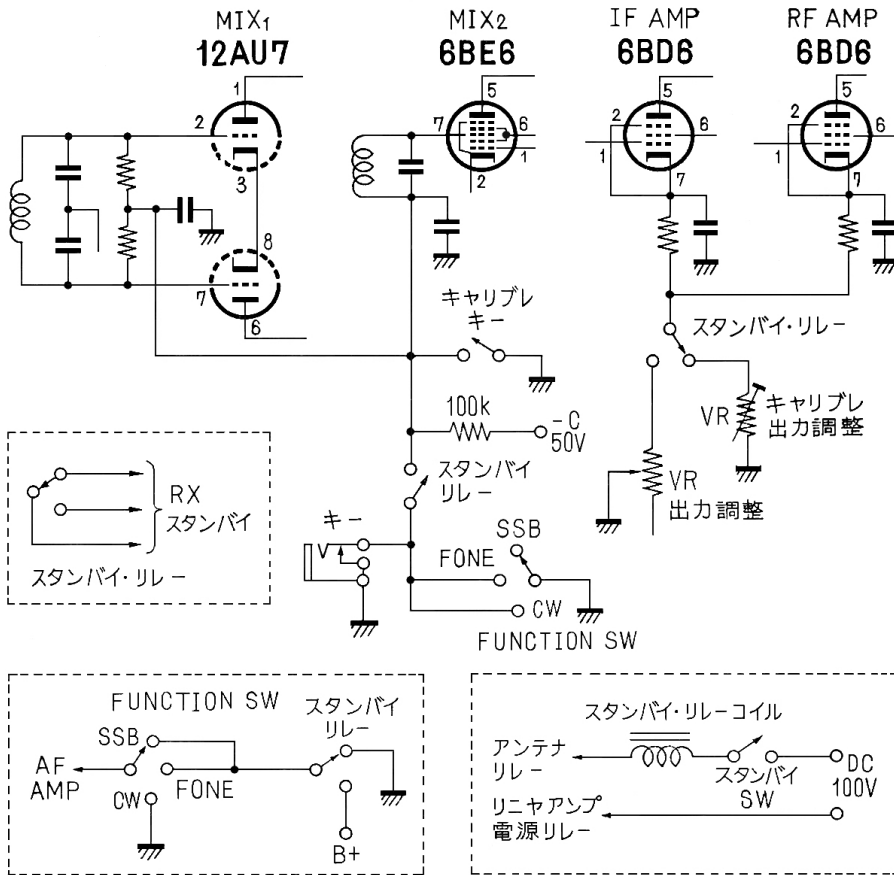 MIX1
12AU7
MIX2
6BE6
IF AMP
6BD6
RF AMP
6BD6
1
2
3
8
7
6
5
7
6
1
2
5
2
6
1
7
5
2
6
1
7
キャリブレ
キー
スタンバイ・リレー
100k
-C
50V
VR
キャリブレ
出力調整
スタンバイ
リレー
VR
出力調整
RX
スタンバイ
スタンバイ・リレー
キー
SSB
FONE
CW
FUNCTION SW
FUNCTION SW
スタンバイ
リレー
SSB
AF
AMP
FONE
CW
B+
スタンバイ・リレーコイル
アンテナ
リレー
スタンバイ
SW
DC
100V
リニヤアンプ
電源リレー